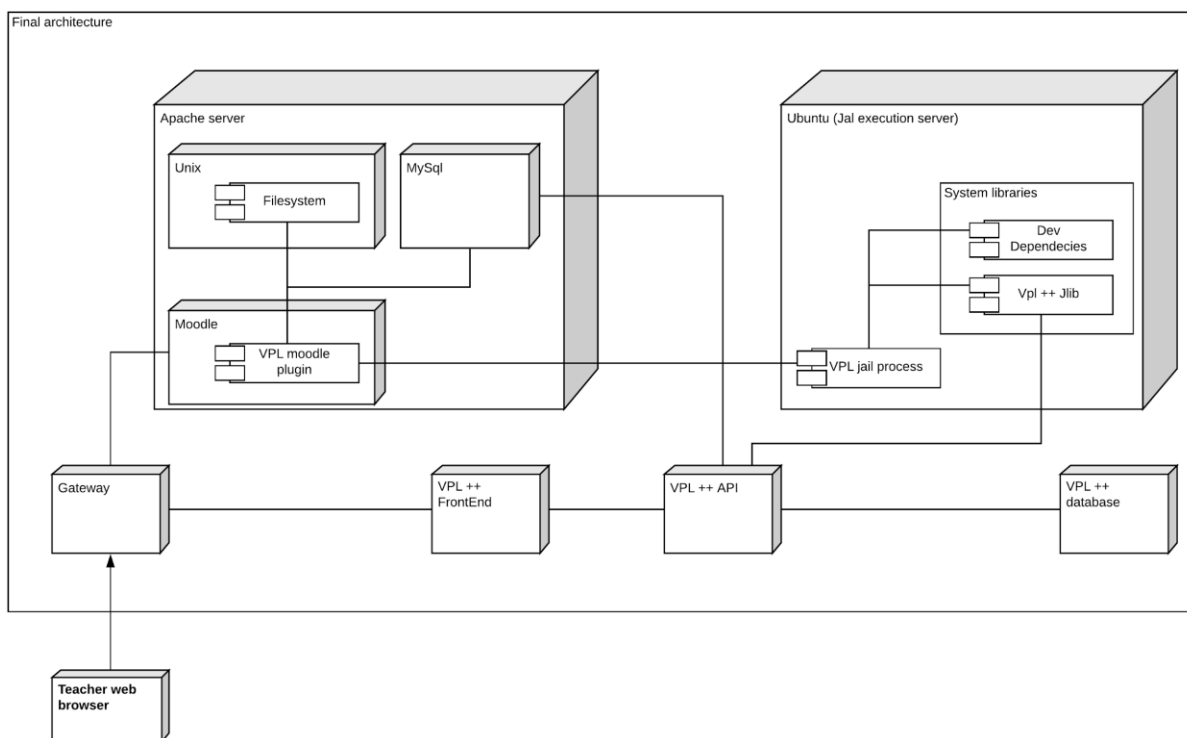 Final architecture
Apache server
Unix
Filesystem
MySql
Moodle
VPL moodle
plugin
Ubuntu (Jal execution server)
System libraries
Dev
Dependecies
Vpl ++ Jlib
VPL jail process
Gateway
VPL ++
FrontEnd
VPL ++ API
VPL ++
database
Teacher web
browser